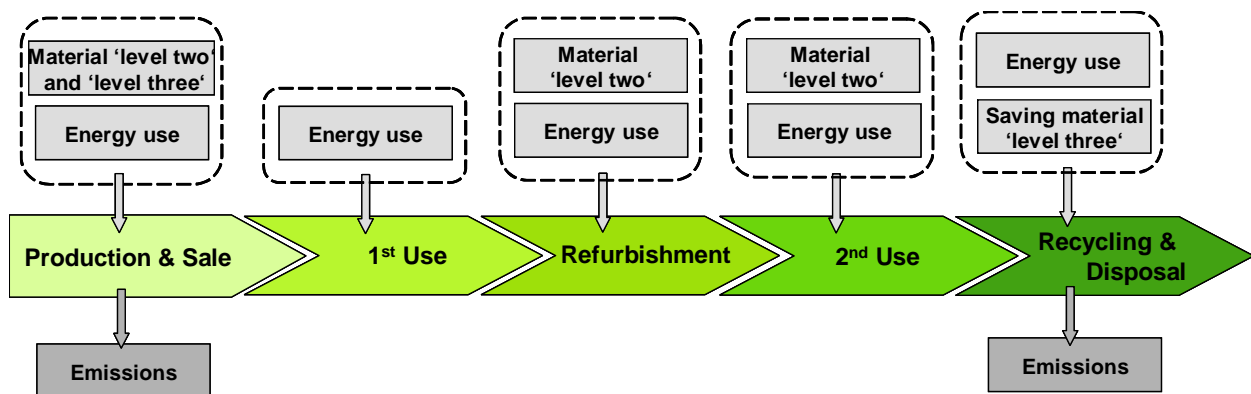 Material ‘level two‘
and ‘level three‘
Energy use
Energy use
Material
‘level two‘
Energy use
Material
‘level two‘
Energy use
Energy use
Saving material
‘level three‘
Production & Sale
1st Use
Refurbishment
2nd Use
Recycling &
Disposal
Emissions
Emissions